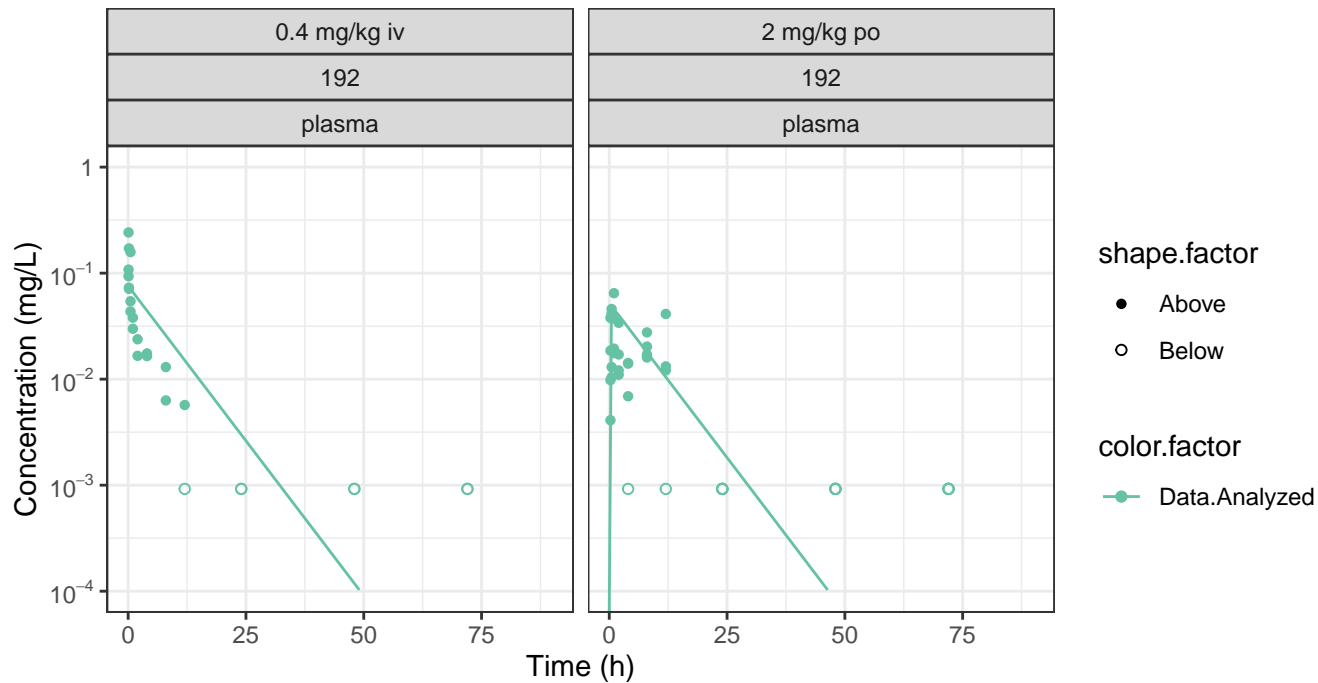 0.4 mg/kg iv
2 mg/kg po
192
192
plasma
plasma
1
10−1
10−2
10−3
10−4
Concentration (mg/L)
0
25
50
75
0
25
50
75
Time (h)
shape.factor
Above
Below
color.factor
Data.Analyzed